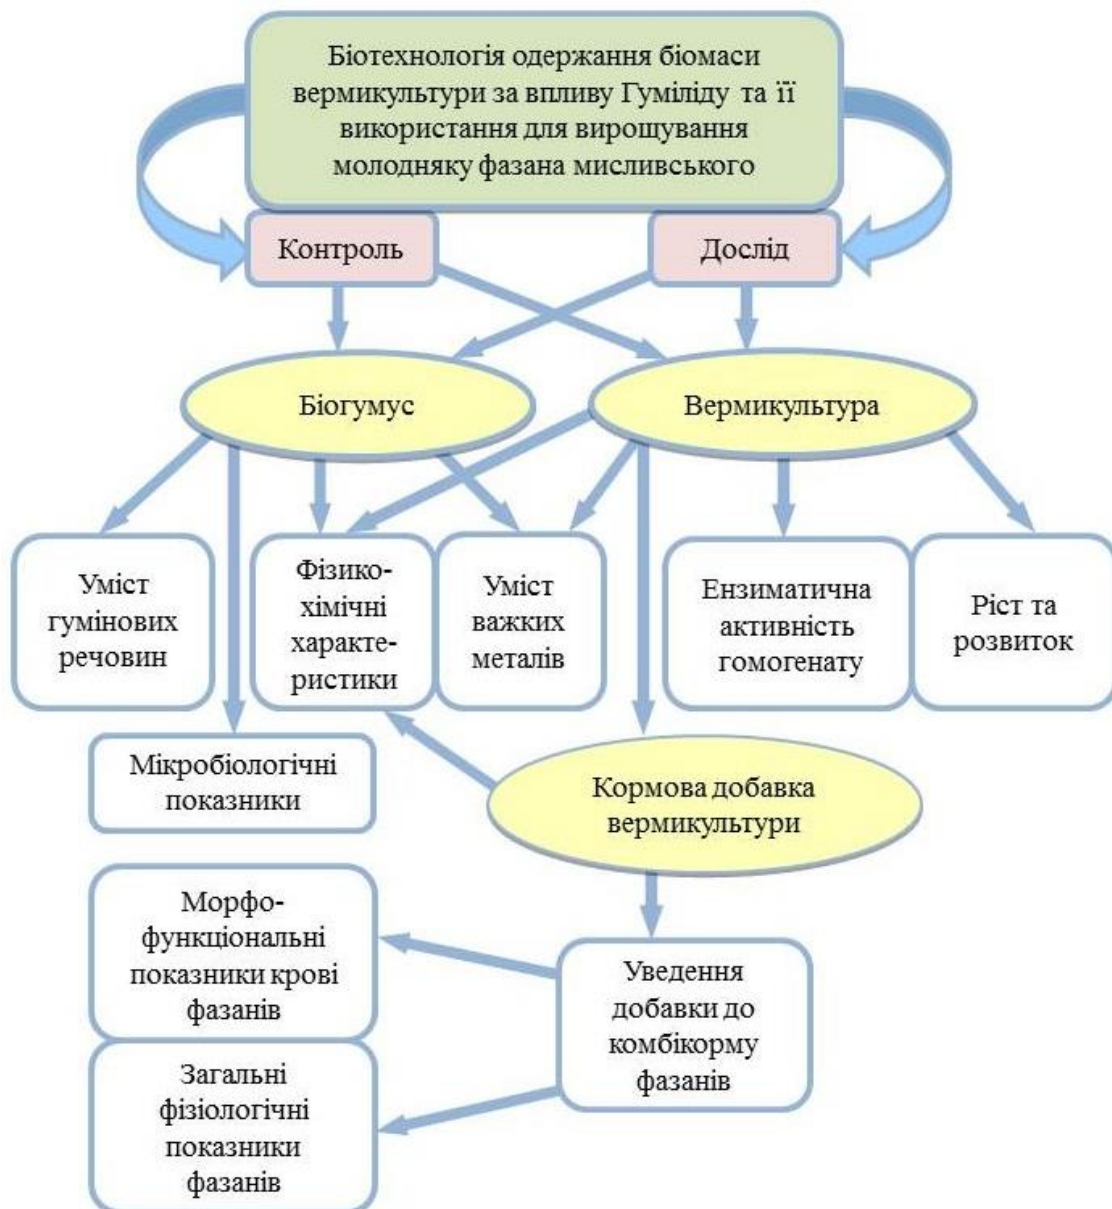 Біотехнологія одержання біомаси
вермикультури за впливу Гуміліду та її
використання для вирощування
молодняку фазана мисливського
Контроль
Дослід
Біогумус
Вермикультура
Уміст
гумінових
речовин
Фізико-
хімічні
характе-
ристики
Уміст
важких
металів
Ензиматична
активність
гомогенату
Ріст та
розвиток
Мікробіологічні
показники
Кормова добавка
вермикультури
Морфо-
функціональні
показники крові
фазанів
Уведення
добавки до
комбікорму
фазанів
Загальні
фізіологічні
показники
фазанів